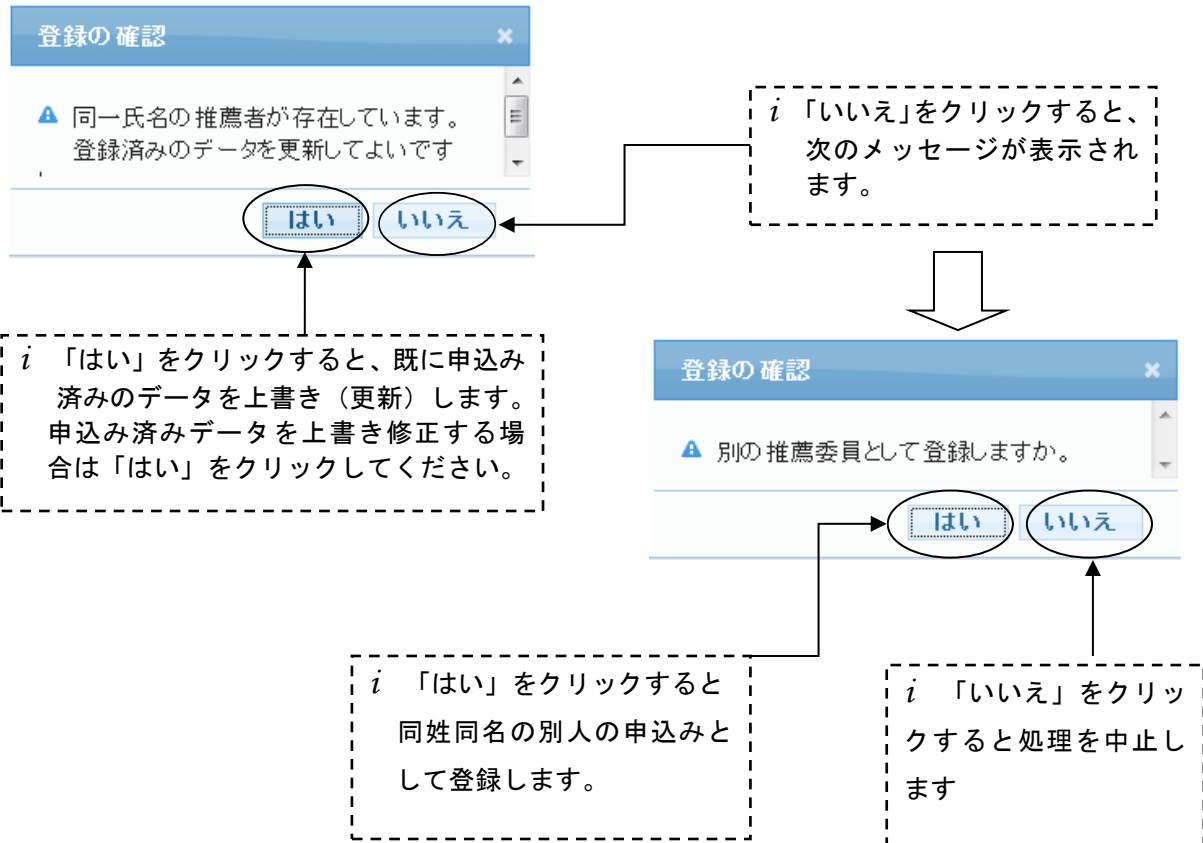 登録の確認
同一氏名の推薦者が存在しています。
登録済みのデータを更新してよいです
はい いいえ
i 「いいえ」をクリックすると、
次のメッセージが表示され
ます。
i 「はい」をクリックすると、既に申込み
済みのデータを上書き（更新）します。
申込み済みデータを上書き修正する場
合は「はい」をクリックしてください。
登録の確認
別の推薦委員として登録しますか。
はい いいえ
i 「はい」をクリックすると
同姓同名の別人の申込みと
して登録します。
i 「いいえ」をクリッ
クすると処理を中止し
ます